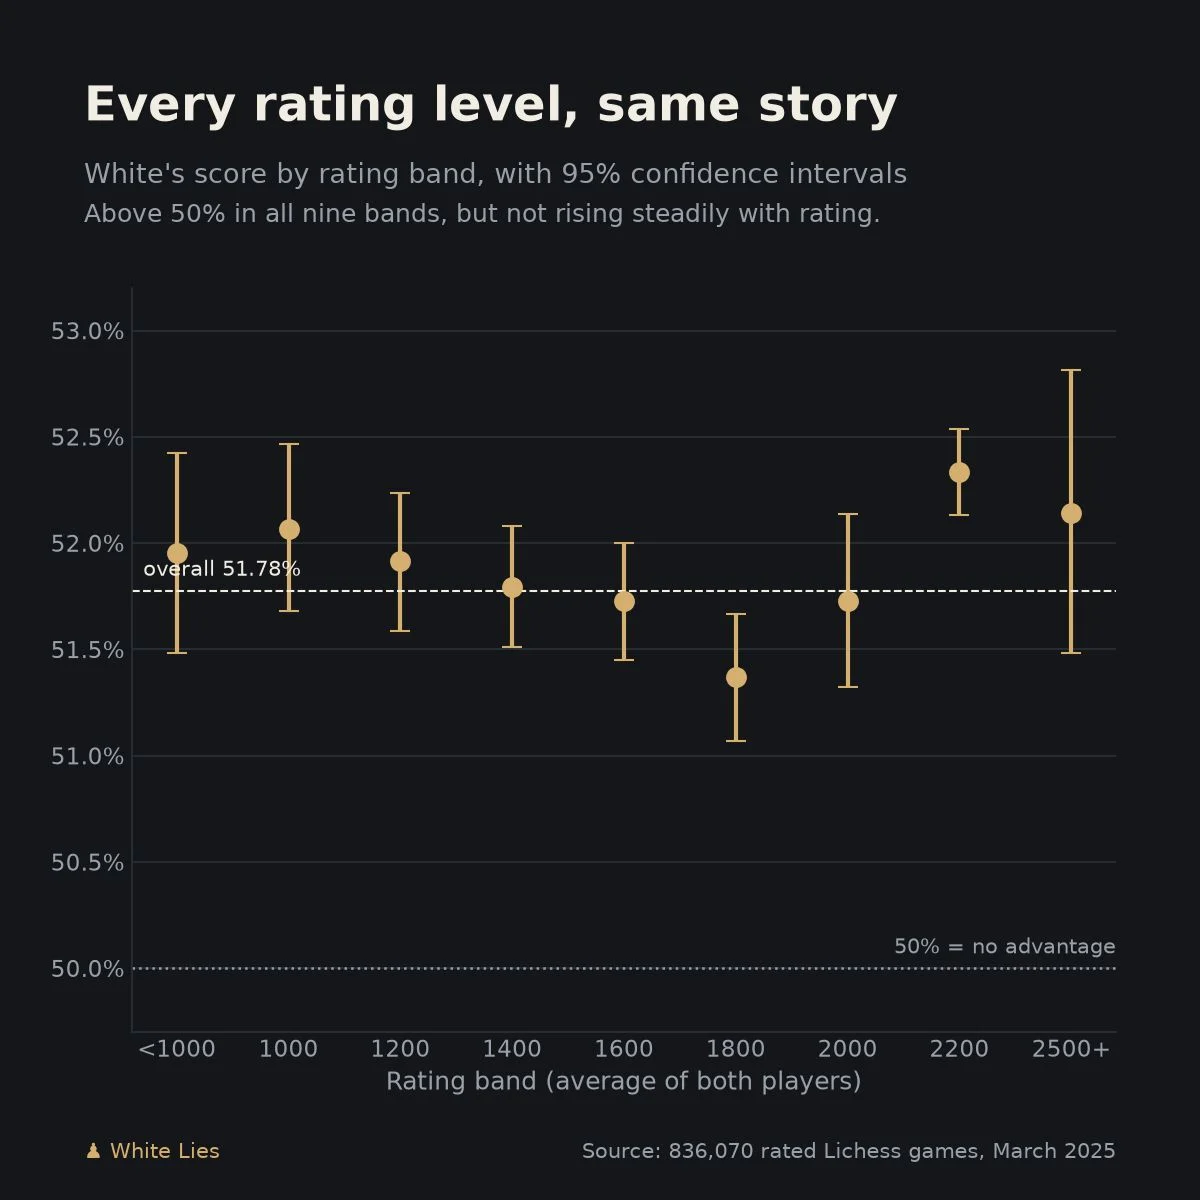 Every rating level, same story
White's score by rating band, with 95% confidence intervals
Above 50% in all nine bands, but not rising steadily with rating.
53.0%
52.5%
52.0%
overall 51.78%
51.5%
51.0%
50.5%
50% = no advantage
50.0%
<1000 1000 1200 1400 1600 1800 2000 2200 2500+
Rating band (average of both players)
♟ White Lies
Source: 836,070 rated Lichess games, March 2025